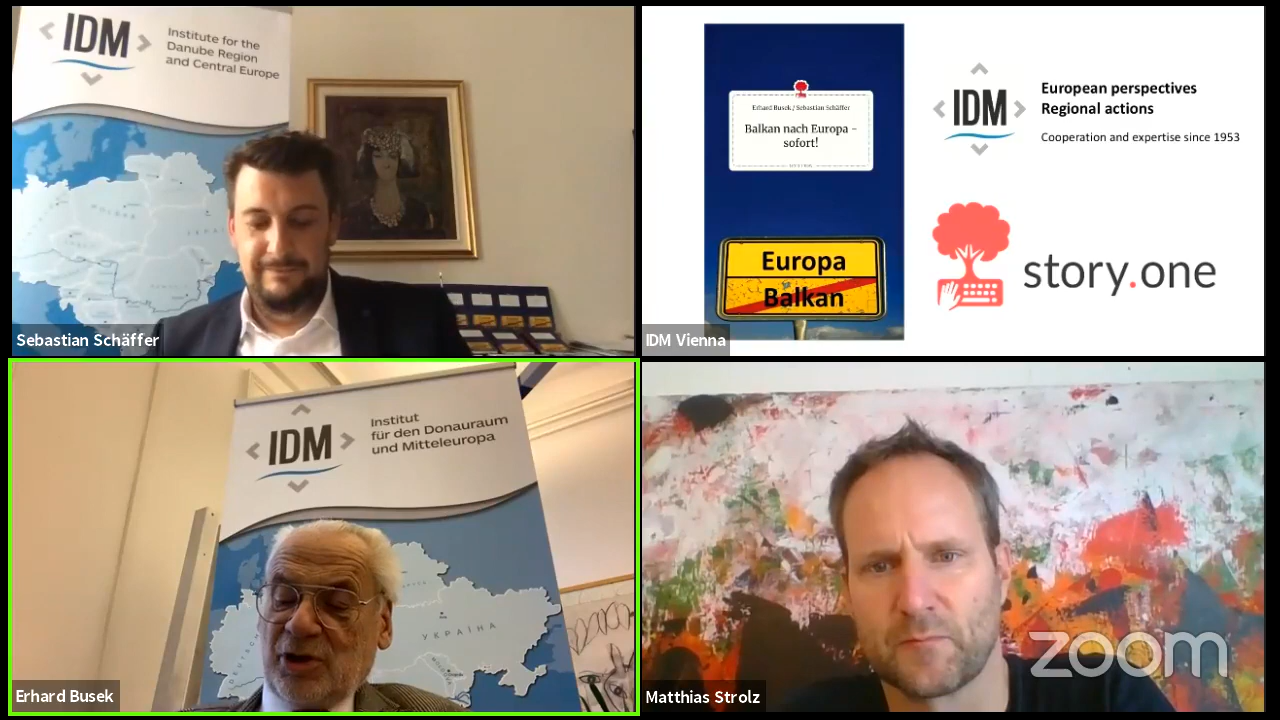 IDM
Institute for the
Danube Region
and Central Europe
Sebastian Schäffer
Erhard Busek / Sebastian Schäffer
Balkan nach Europa –
sofort!
Europa
Balkan
IDM
European perspectives
Regional actions
Cooperation and expertise since 1953
story.one
IDM Vienna
IDM
Institut
für den Donauraum
und Mitteleuropa
УКРАЇНА
Erhard Busek
Matthias Strolz
zoom